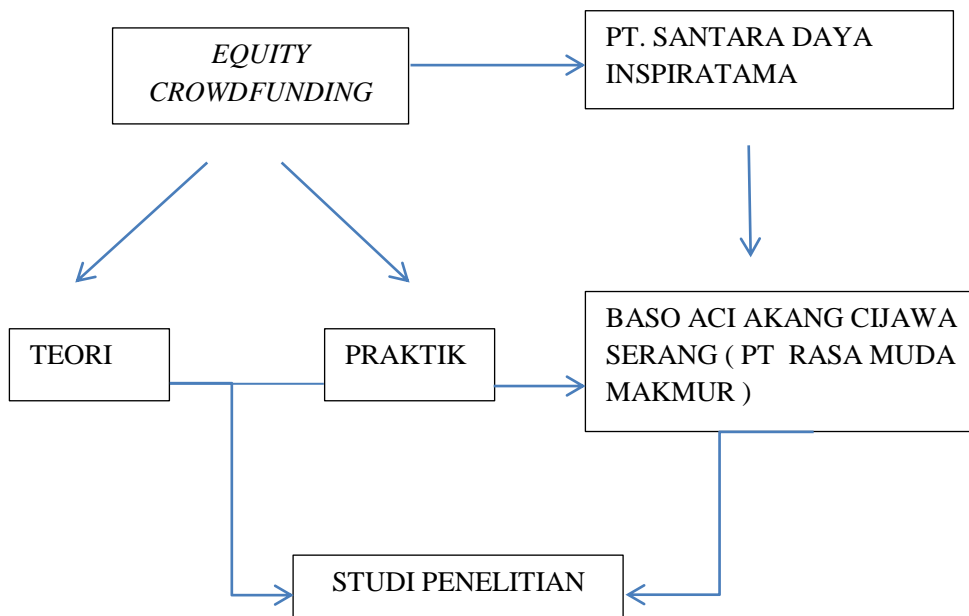 EQUITY
CROWDFUNDING
PT. SANTARA DAYA
INSPIRATAMA
TEORI
PRAKTIK
BASO ACI AKANG CIJAWA
SERANG ( PT RASA MUDA
MAKMUR )
STUDI PENELITIAN